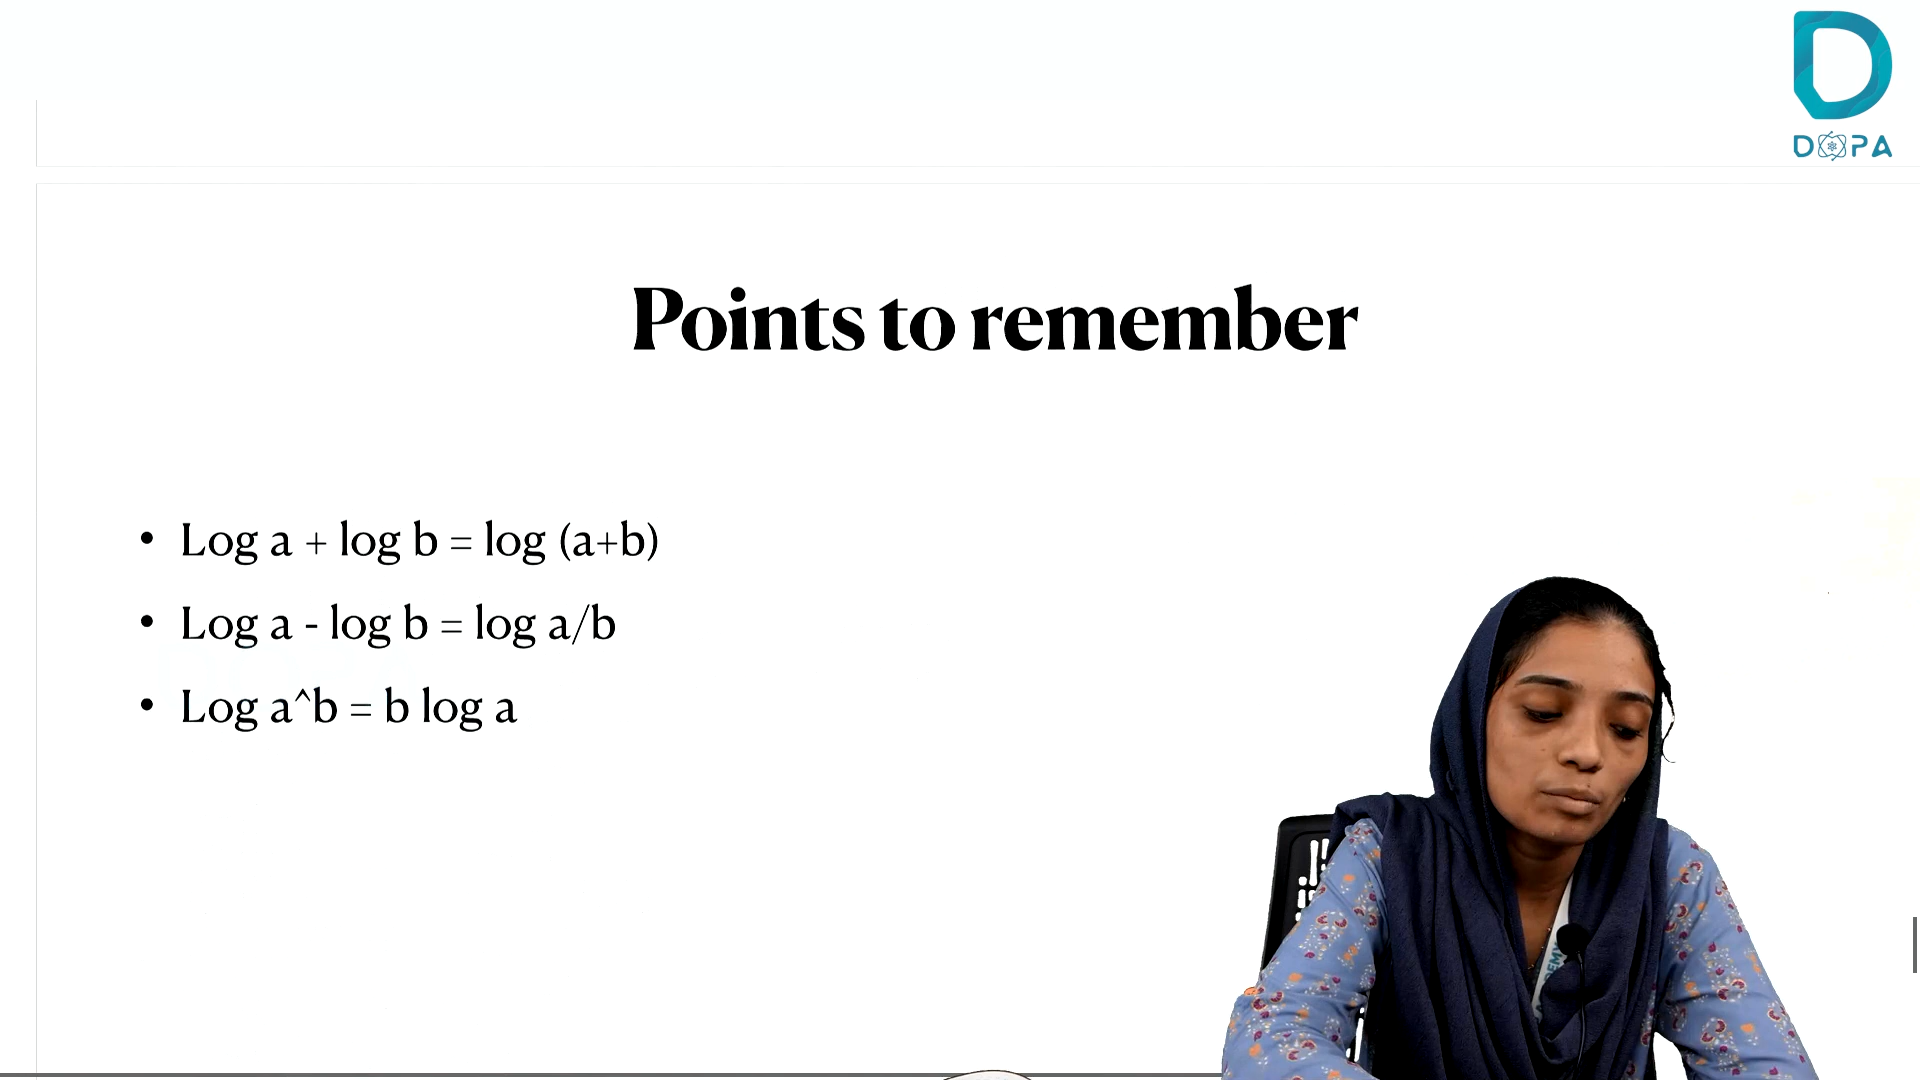 DOPA
Points to remember
• Log a + log b = log (a+b)
• Log a - log b = log a/b
• Log a^b = b log a